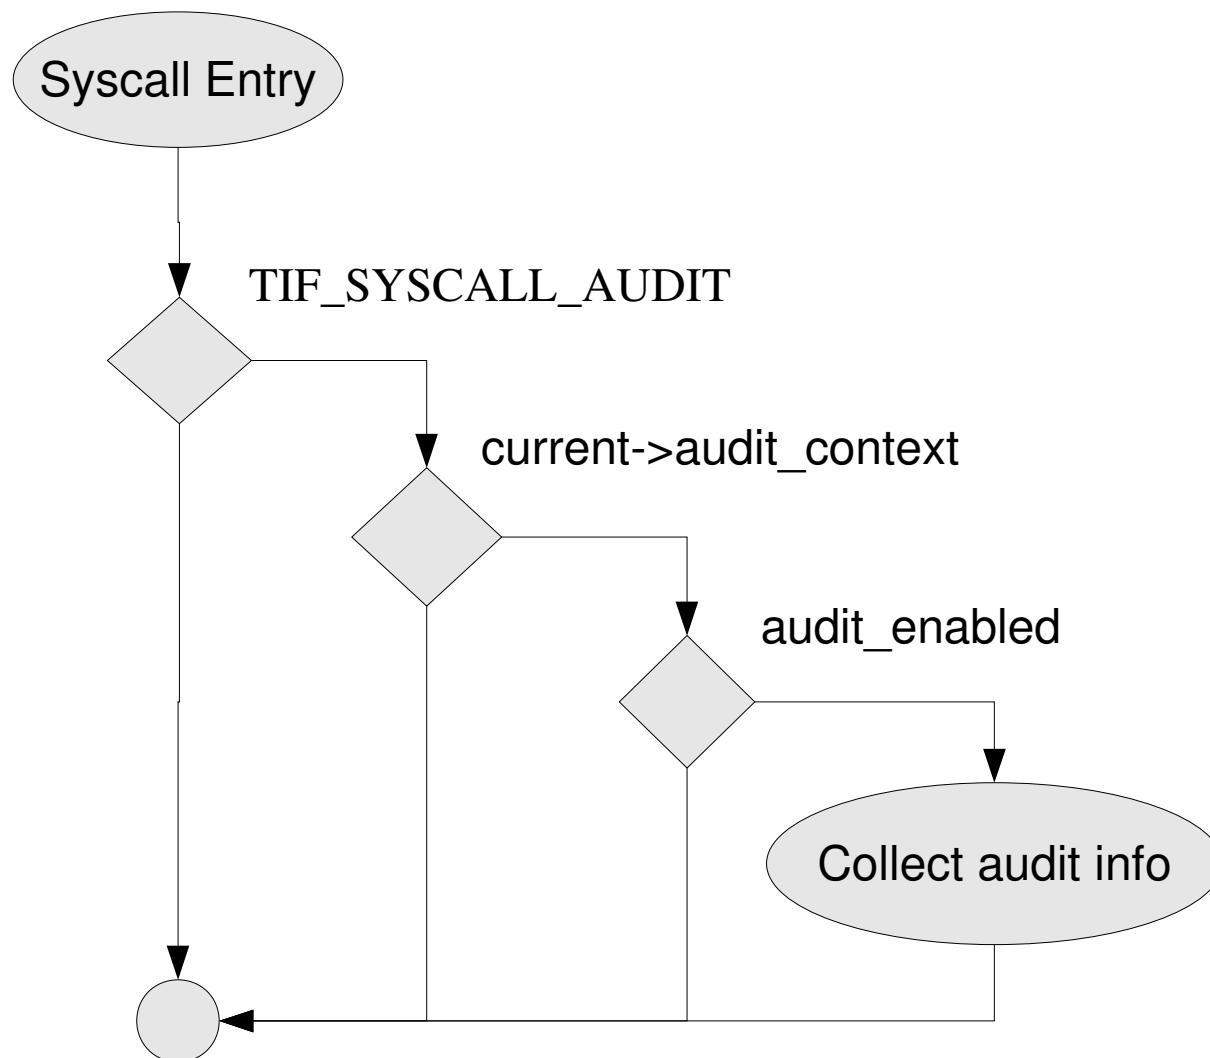 Syscall Entry
TIF_SYSCALL_AUDIT
current->audit_context
audit_enabled
Collect audit info